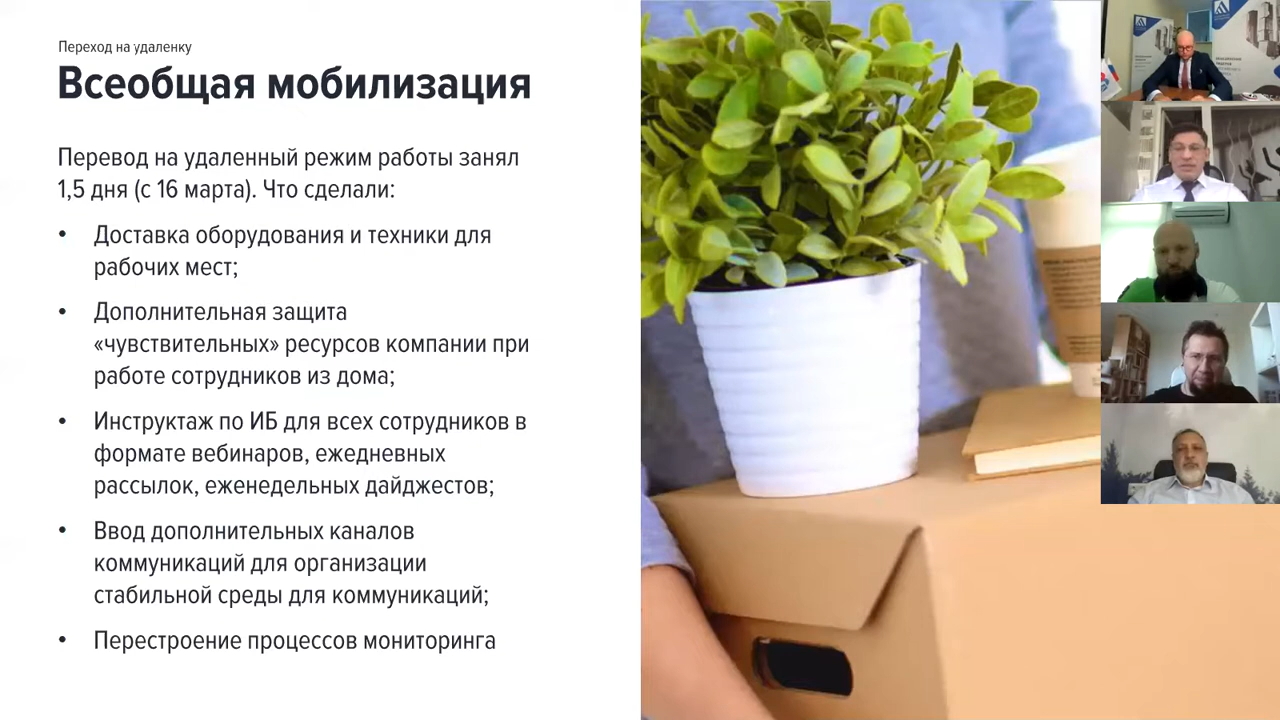 Переход на удаленку
Всеобщая мобилизация
Перевод на удаленный режим работы занял
1,5 дня (с 16 марта). Что сделали:
• Доставка оборудования и техники для
рабочих мест;
• Дополнительная защита
«чувствительных» ресурсов компании при
работе сотрудников из дома;
• Инструктаж по ИБ для всех сотрудников в
формате вебинаров, ежедневных
рассылок, еженедельных дайджестов;
• Ввод дополнительных каналов
коммуникаций для организации
стабильной среды для коммуникаций;
• Перестроение процессов мониторинга